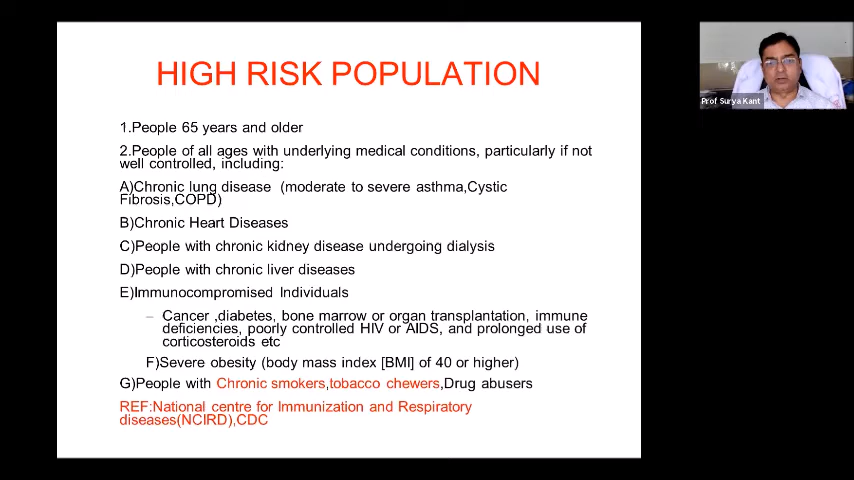 HIGH RISK POPULATION
1.People 65 years and older
2.People of all ages with underlying medical conditions, particularly if not
well controlled, including:
A)Chronic lung disease (moderate to severe asthma,Cystic
Fibrosis,COPD)
B)Chronic Heart Diseases
C)People with chronic kidney disease undergoing dialysis
D)People with chronic liver diseases
E)Immunocompromised Individuals
– Cancer ,diabetes, bone marrow or organ transplantation, immune
deficiencies, poorly controlled HIV or AIDS, and prolonged use of
corticosteroids etc
F)Severe obesity (body mass index [BMI] of 40 or higher)
G)People with Chronic smokers,tobacco chewers,Drug abusers
REF:National centre for Immunization and Respiratory
diseases(NCIRD),CDC
Prof Surya Kant